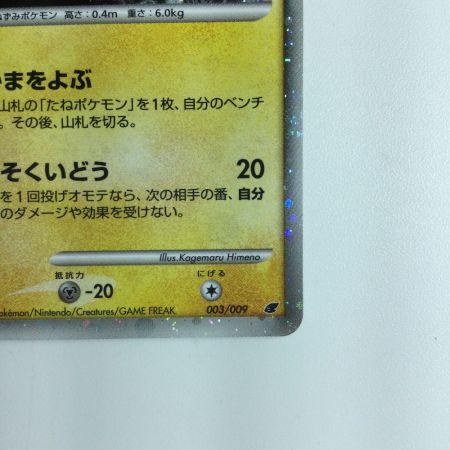 ねずみポケモン 高さ:0.4m 重さ:6.0kg
かまをよぶ
山札の「たねポケモン」を1枚、自分のベンチ
。その後、山札を切る。
そくいどう 20
を1回投げオモテなら、次の相手の番、自分
のダメージや効果を受けない。
Illus.Kagemaru Himeno
抵抗力 にげる
-20
Pokémon/Nintendo/Creatures/GAME FREAK 003/009